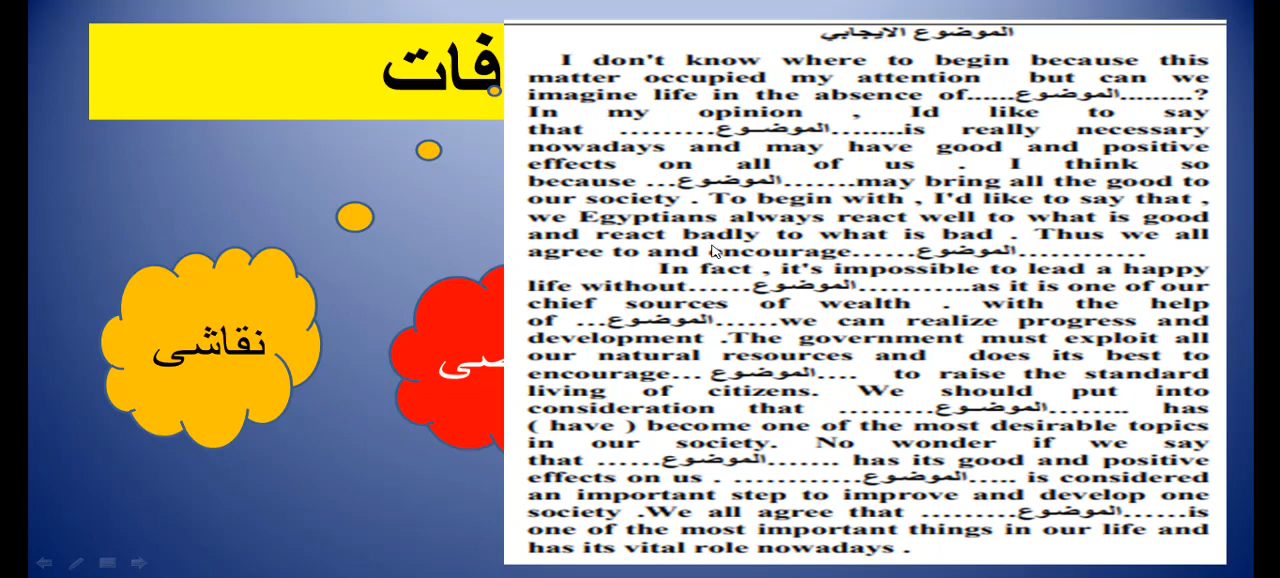 الموضوع الايجابي
I don't know where to begin because this
matter occupied my attention but can we
imagine life in the absence of......الموضوع.........?
In my opinion , Id like to say
that .........الموضوع........is really necessary
nowadays and may have good and positive
effects on all of us . I think so
because ...الموضوع.......may bring all the good to
our society . To begin with , I'd like to say that ,
we Egyptians always react well to what is good
and react badly to what is bad . Thus we all
agree to and encourage......الموضوع............
In fact , it's impossible to lead a happy
life without......الموضوع...........as it is one of our
chief sources of wealth . with the help
of ...الموضوع......we can realize progress and
development .The government must exploit all
our natural resources and does its best to
encourage... الموضوع.... to raise the standard
living of citizens. We should put into
consideration that .........الموضوع........ has
( have ) become one of the most desirable topics
in our society. No wonder if we say
that ......الموضوع....... has its good and positive
effects on us . ............الموضوع..... is considered
an important step to improve and develop one
society .We all agree that .........الموضوع......is
one of the most important things in our life and
has its vital role nowadays .
نقاشى